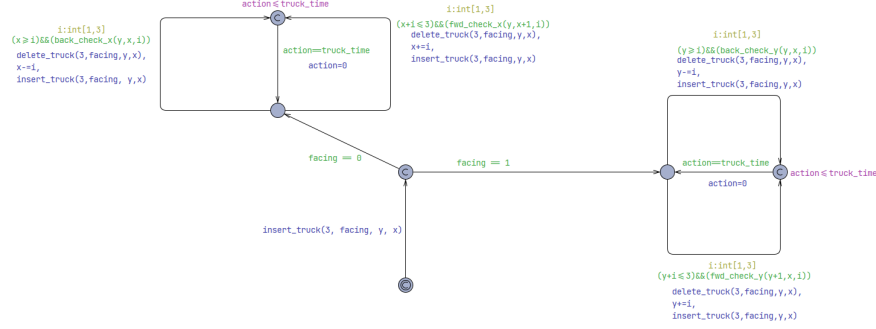 action≤truck_time
i:int[1,3]
(x≥i)&&(back_check_x(y,x,i))
delete_truck(3,facing,y,x),
x-=i,
insert_truck(3,facing, y,x)
action==truck_time
action=0
i:int[1,3]
(x+i≤3)&&(fwd_check_x(y,x+1,i))
delete_truck(3,facing,y,x),
x+=i,
insert_truck(3,facing,y,x)
C
i:int[1,3]
(y≥i)&&(back_check_y(y,x,i))
delete_truck(3,facing,y,x),
y-=i,
insert_truck(3,facing,y,x)
facing == 0
C
facing == 1
action==truck_time
action=0
C
action≤truck_time
insert_truck(3, facing, y, x)
C
i:int[1,3]
(y+i≤3)&&(fwd_check_y(y+1,x,i))
delete_truck(3,facing,y,x),
y+=i,
insert_truck(3,facing,y,x)